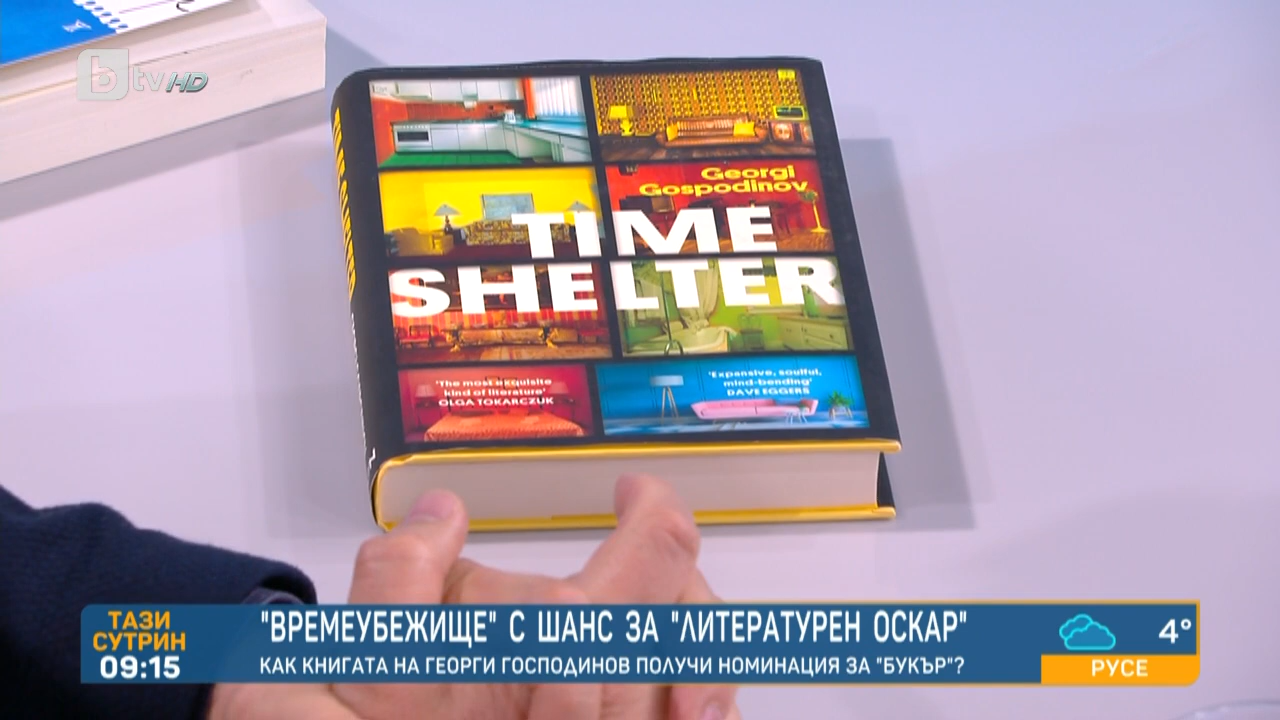 btv HD
Georgi
Gospodinov
TIME
SHELTER
'The most exquisite
kind of literature'
OLGA TOKARCZUK
'Expansive, soulful,
mind-bending'
DAVE EGGERS
ТАЗИ
СУТРИН
09:15
"ВРЕМЕУБЕЖИЩЕ" С ШАНС ЗА "ЛИТЕРАТУРЕН ОСКАР"
КАК КНИГАТА НА ГЕОРГИ ГОСПОДИНОВ ПОЛУЧИ НОМИНАЦИЯ ЗА "БУКЪР"?
4°
РУСЕ